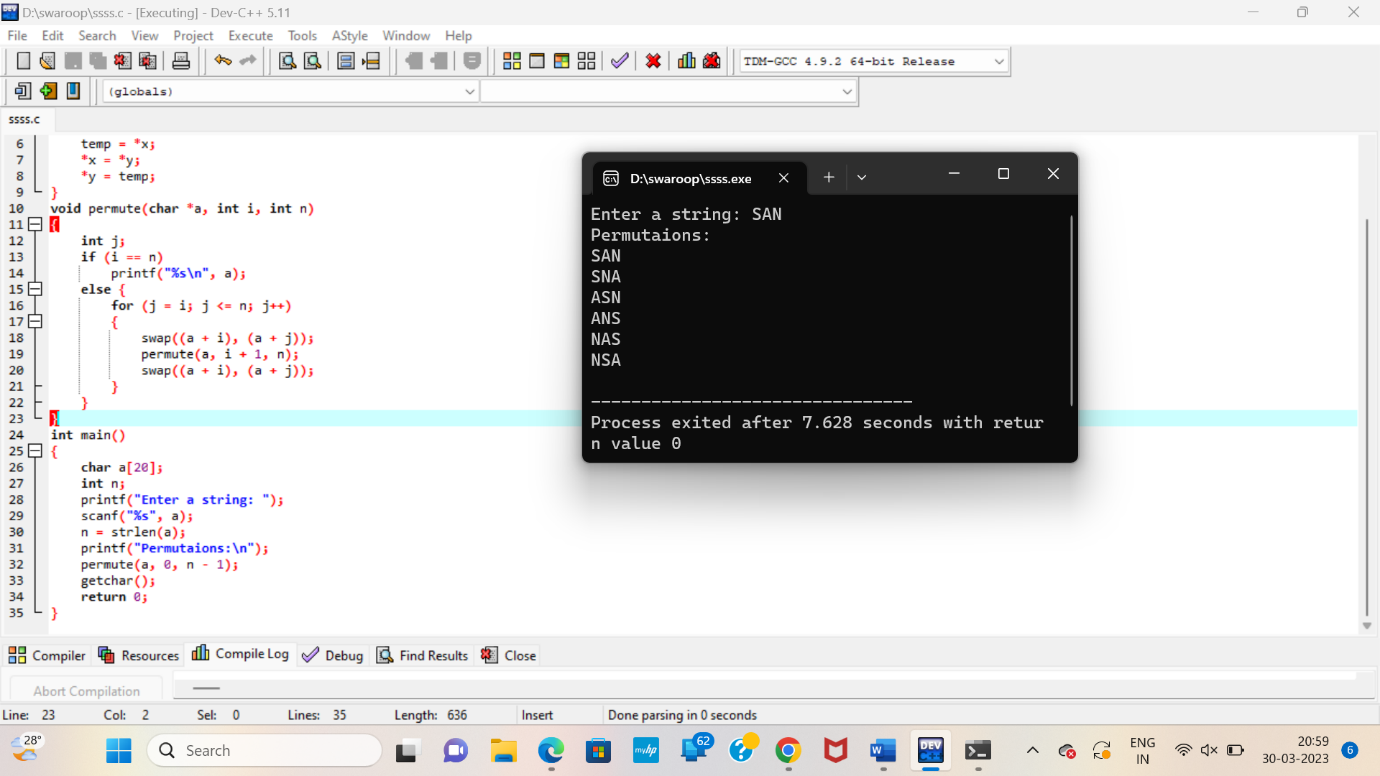 D:\swaroop\ssss.c - [Executing] - Dev-C++ 5.11
File Edit Search View Project Execute Tools AStyle Window Help
TDM-GCC 4.9.2 64-bit Release
(globals)
ssss.c
6 temp = *x;
7 *x = *y;
8 *y = temp;
9 }
10 void permute(char *a, int i, int n)
11 {
12 int j;
13 if (i == n)
14 printf("%s\n", a);
15 else {
16 for (j = i; j <= n; j++)
17 {
18 swap((a + i), (a + j));
19 permute(a, i + 1, n);
20 swap((a + i), (a + j));
21 }
22 }
23 }
24 int main()
25 {
26 char a[20];
27 int n;
28 printf("Enter a string: ");
29 scanf("%s", a);
30 n = strlen(a);
31 printf("Permutaions:\n");
32 permute(a, 0, n - 1);
33 getchar();
34 return 0;
35 }
D:\swaroop\ssss.exe
Enter a string: SAN
Permutaions:
SAN
SNA
ASN
ANS
NAS
NSA
--------------------------------
Process exited after 7.628 seconds with retur
n value 0
Compiler Resources Compile Log Debug Find Results Close
Abort Compilation
Line: 23 Col: 2 Sel: 0 Lines: 35 Length: 636 Insert Done parsing in 0 seconds
28°
Search
myhp
62
W
DEV
C++
ENG
IN
20:59
30-03-2023
6